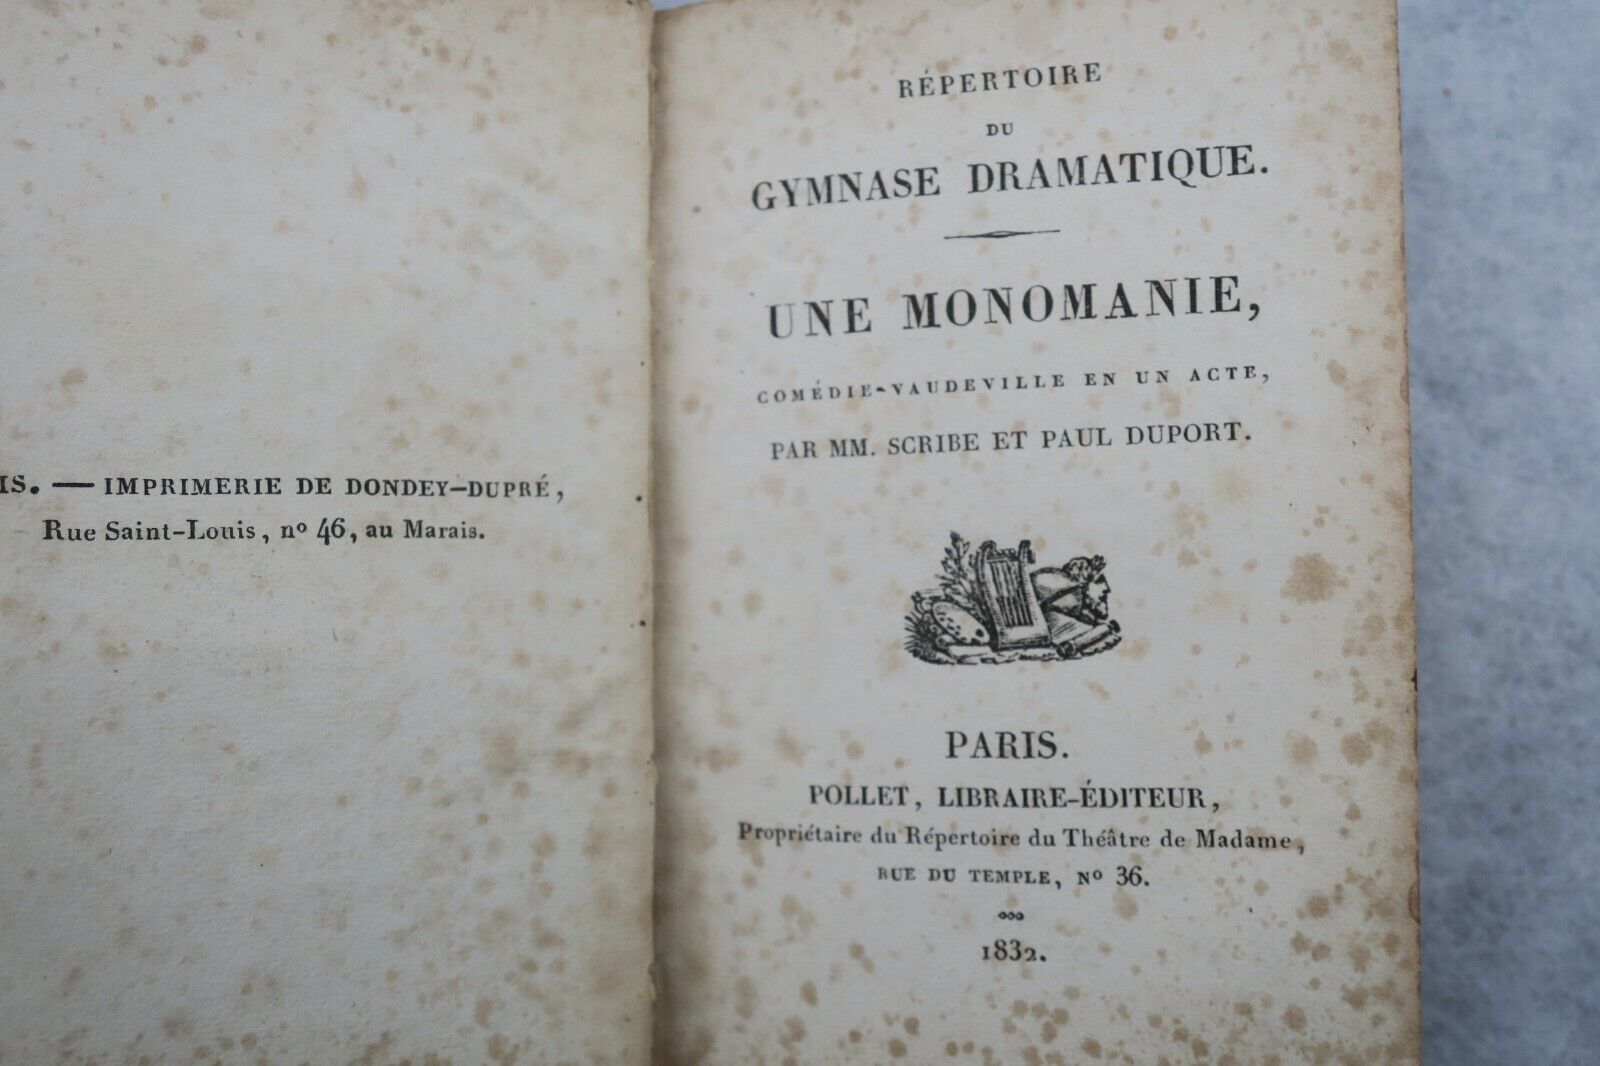 IS. — IMPRIMERIE DE DONDEY-DUPRÉ,
Rue Saint-Louis, nº 46, au Marais.
RÉPERTOIRE
DU
GYMNASE DRAMATIQUE.
UNE MONOMANIE,
COMÉDIE-VAUDEVILLE EN UN ACTE,
PAR MM. SCRIBE ET PAUL DUPORT.
PARIS.
POLLET, LIBRAIRE-ÉDITEUR,
Propriétaire du Répertoire du Théâtre de Madame,
RUE DU TEMPLE, Nº 36.
1832.